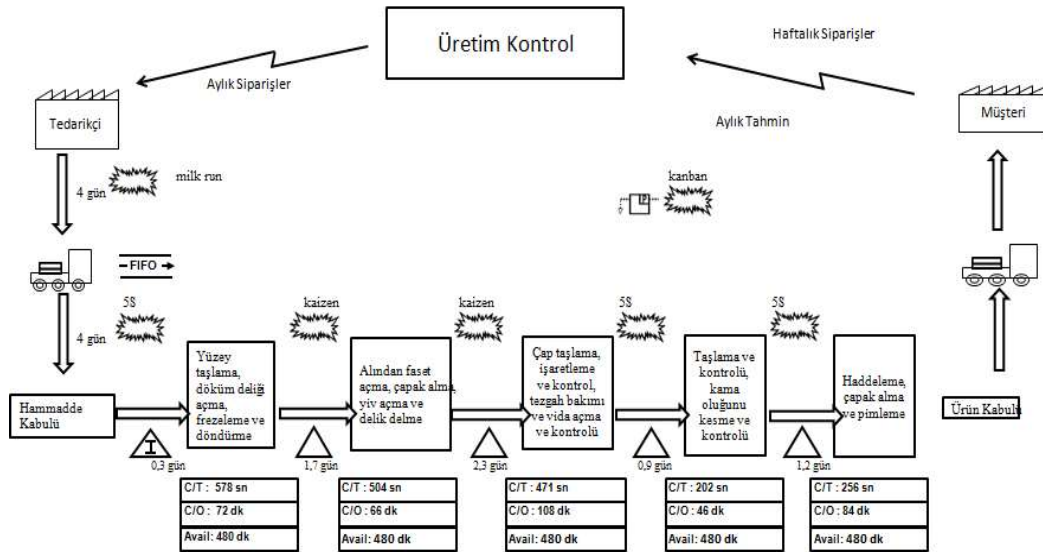 Üretim Kontrol
Haftalık Siparişler
Aylık Siparişler
Aylık Tahmin
Tedarikçi
Müşteri
4 gün
milk run
kanban
FIFO
4 gün
5S
kaizen
kaizen
5S
5S
Hammadde
Kabulü
Yüzey
taşlama,
döküm deliği
açma,
frezeleme ve
döndürme
Alından faset
açma, çapak alma,
yiv açma ve
delik delme
Çap taşlama,
işaretleme
ve kontrol,
tezgah bakımı
ve vida açma
ve kontrolü
Taşlama ve
kontrolü,
kama
oluğunu
kesme ve
kontrolü
Haddeleme,
çapak alma
ve pimleme
Ürün Kabulü
I
0,3 gün
1,7 gün
2,3 gün
0,9 gün
1,2 gün
C/T : 578 sn
C/O : 72 dk
Avail: 480 dk
C/T : 504 sn
C/O : 66 dk
Avail: 480 dk
C/T : 471 sn
C/O : 108 dk
Avail: 480 dk
C/T : 202 sn
C/O : 46 dk
Avail: 480 dk
C/T : 256 sn
C/O : 84 dk
Avail: 480 dk